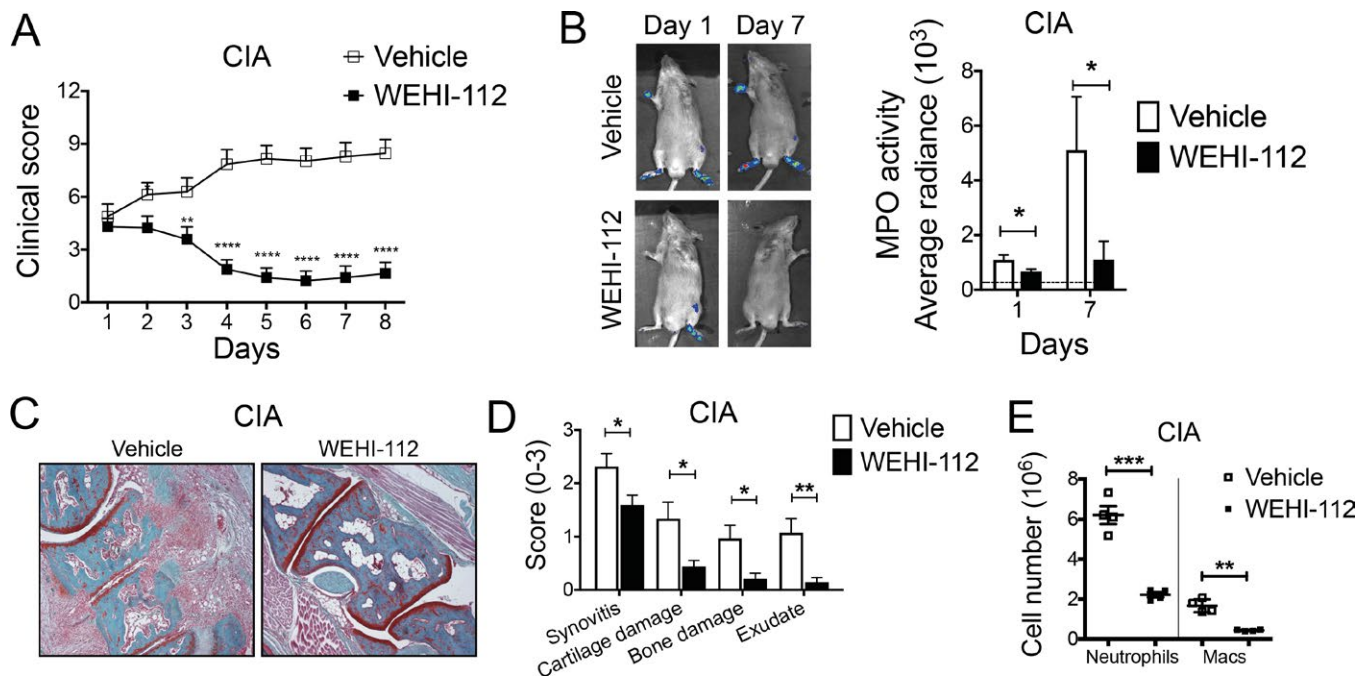 A
CIA
Vehicle
WEHI-112
Clinical score
12
9
6
3
0
** **** **** **** **** ****
1 2 3 4 5 6 7 8
Days
B
Day 1 Day 7
Vehicle
WEHI-112
CIA
MPO activity
Average radiance (10³)
8
6
4
2
0
* *
Vehicle
WEHI-112
1 7
Days
C
CIA
Vehicle WEHI-112
D
CIA
Score (0-3)
3
2
1
0
* * * **
Vehicle
WEHI-112
Synovitis
Cartilage damage
Bone damage
Exudate
E
CIA
Cell number (10⁶)
8
6
4
2
0
*** **
Vehicle
WEHI-112
Neutrophils Macs